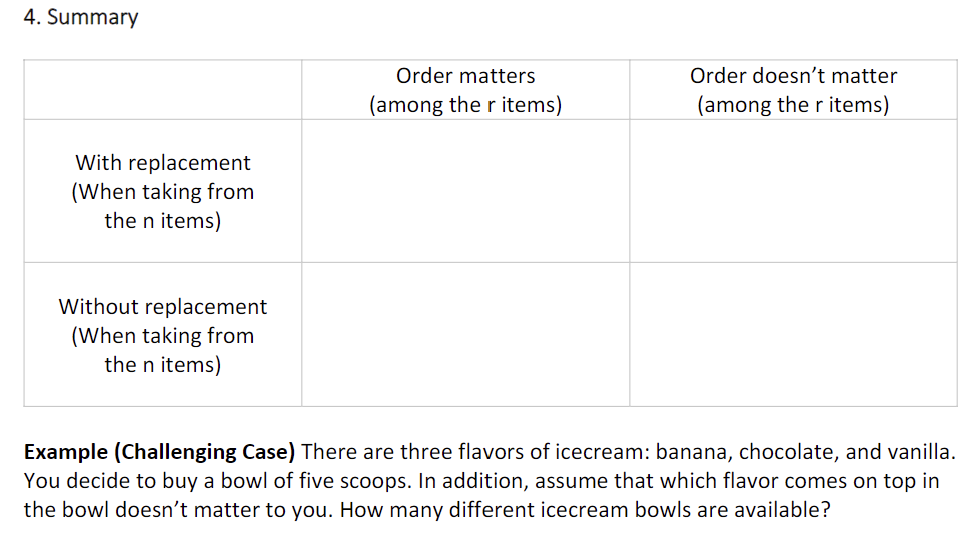 4. Summary
Order matters
(among the r items)
Order doesn’t matter
(among the r items)
With replacement
(When taking from
the n items)
Without replacement
(When taking from
the n items)
Example (Challenging Case) There are three flavors of icecream: banana, chocolate, and vanilla.
You decide to buy a bowl of five scoops. In addition, assume that which flavor comes on top in
the bowl doesn’t matter to you. How many different icecream bowls are available?